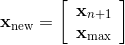 x_new = [ x_{n+1}
x_max ]